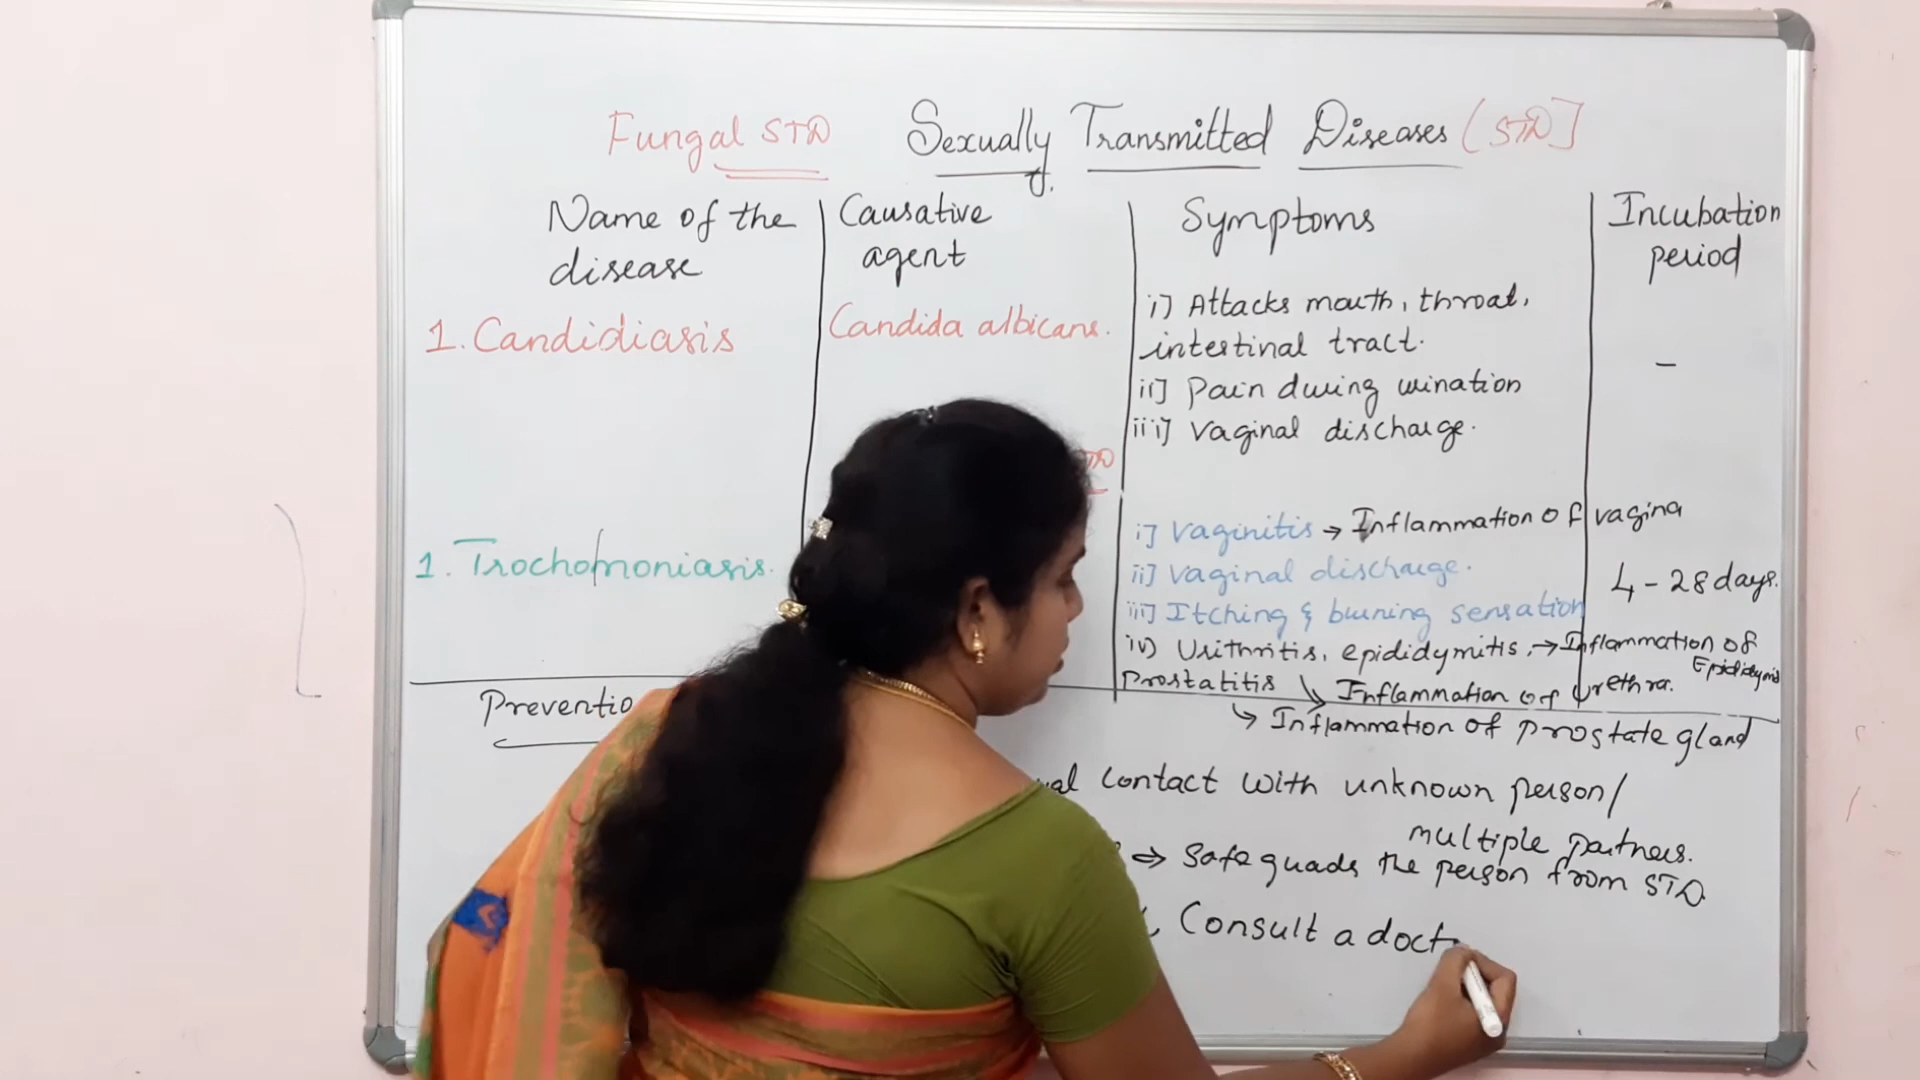 Fungal STD Sexually Transmitted Diseases (STD]
Name of the disease
Causative agent
Symptoms
Incubation period
1. Candidiasis
Candida albicans.
i] Attacks mouth, throat,
intestinal tract.
ii] Pain during urination
iii] Vaginal discharge.
-
1. Trochomoniasis.
i] Vaginitis → Inflammation of vagina
ii] Vaginal discharge.
iii] Itching & burning sensation
4 - 28 days.
iv) Urithritis, epididymitis, → Inflammation of Epididymis
Prostatitis ↳ Inflammation of Urethra.
↳ Inflammation of prostate gland
Preventio
contact with unknown person/
multiple partners.
⇒ Safe guads the person from STD
Consult a doct